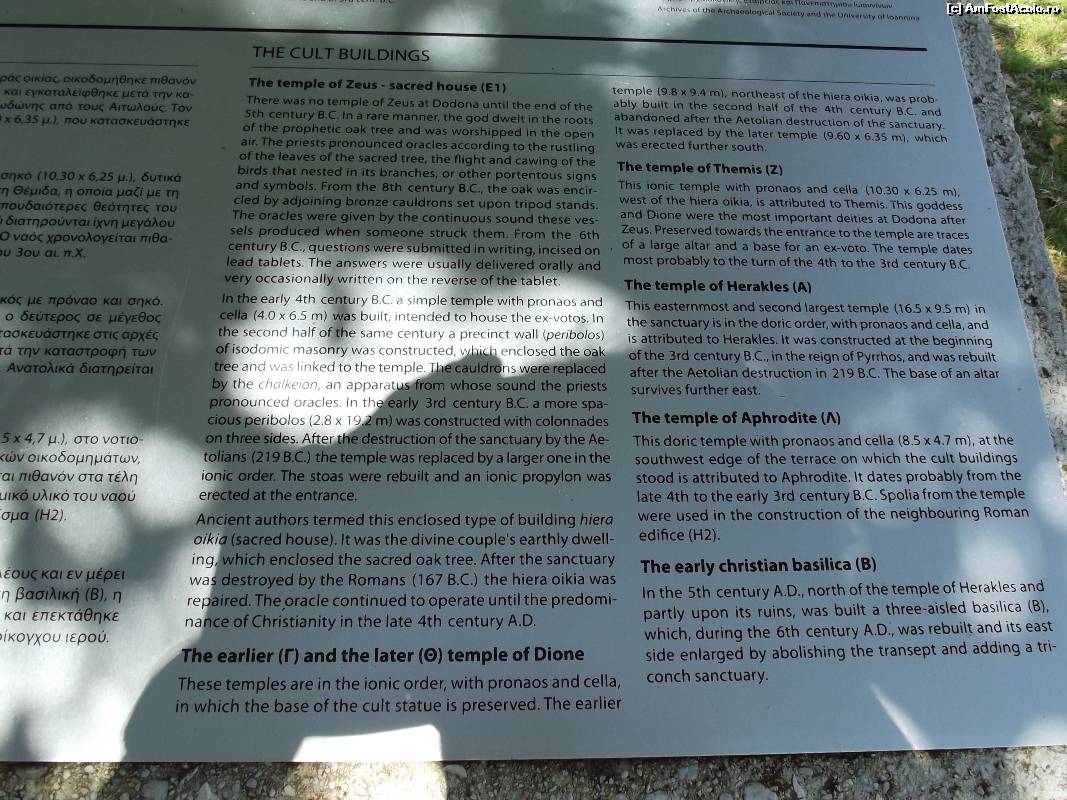 [c] AmFostAcolo.ro
Archives of the Archaeological Society and the University of Ioannina
THE CULT BUILDINGS
ράς οικίας, οικοδομήθηκε πιθανόν
και εγκαταλείφθηκε μετά την κα-
ωδώνης από τους Αιτωλούς. Τον
x 6,35 μ.), που κατασκευάστηκε
σηκό (10,30 x 6,25 μ.), δυτικά
η Θέμιδα, η οποία μαζί με τη
πουδαιότερες θεότητες του
διατηρούνται ίχνη μεγάλου
Ο ναός χρονολογείται πιθα-
υ 3ου αι. π.Χ.
κός με πρόναο και σηκό.
ο δεύτερος σε μέγεθος
τασκευάστηκε στις αρχές
τά την καταστροφή των
Ανατολικά διατηρείται
5 x 4,7 μ.), στο νοτιο-
κών οικοδομημάτων,
ται πιθανόν στα τέλη
μικό υλικό του ναού
σμα (Η2).
λέους και εν μέρει
η βασιλική (Β), η
και επεκτάθηκε
ρίκογχου ιερού.
The temple of Zeus - sacred house (E1)
There was no temple of Zeus at Dodona until the end of the
5th century B.C. In a rare manner, the god dwelt in the roots
of the prophetic oak tree and was worshipped in the open
air. The priests pronounced oracles according to the rustling
of the leaves of the sacred tree, the flight and cawing of the
birds that nested in its branches, or other portentous signs
and symbols. From the 8th century B.C., the oak was encir-
cled by adjoining bronze cauldrons set upon tripod stands.
The oracles were given by the continuous sound these ves-
sels produced when someone struck them. From the 6th
century B.C., questions were submitted in writing, incised on
lead tablets. The answers were usually delivered orally and
very occasionally written on the reverse of the tablet.
In the early 4th century B.C. a simple temple with pronaos and
cella (4.0 x 6.5 m) was built, intended to house the ex-votos. In
the second half of the same century a precinct wall (peribolos)
of isodomic masonry was constructed, which enclosed the oak
tree and was linked to the temple. The cauldrons were replaced
by the chalkeion, an apparatus from whose sound the priests
pronounced oracles. In the early 3rd century B.C. a more spa-
cious peribolos (2.8 x 19.2 m) was constructed with colonnades
on three sides. After the destruction of the sanctuary by the Ae-
tolians (219 B.C.) the temple was replaced by a larger one in the
ionic order. The stoas were rebuilt and an ionic propylon was
erected at the entrance.
Ancient authors termed this enclosed type of building hiera
oikia (sacred house). It was the divine couple's earthly dwell-
ing, which enclosed the sacred oak tree. After the sanctuary
was destroyed by the Romans (167 B.C.) the hiera oikia was
repaired. The oracle continued to operate until the predomi-
nance of Christianity in the late 4th century A.D.
The earlier (Γ) and the later (Θ) temple of Dione
These temples are in the ionic order, with pronaos and cella,
in which the base of the cult statue is preserved. The earlier
temple (9.8 x 9.4 m), northeast of the hiera oikia, was prob-
ably built in the second half of the 4th century B.C. and
abandoned after the Aetolian destruction of the sanctuary.
It was replaced by the later temple (9.60 x 6.35 m), which
was erected further south.
The temple of Themis (Z)
This ionic temple with pronaos and cella (10.30 x 6.25 m),
west of the hiera oikia, is attributed to Themis. This goddess
and Dione were the most important deities at Dodona after
Zeus. Preserved towards the entrance to the temple are traces
of a large altar and a base for an ex-voto. The temple dates
most probably to the turn of the 4th to the 3rd century B.C.
The temple of Herakles (A)
This easternmost and second largest temple (16.5 x 9.5 m) in
the sanctuary is in the doric order, with pronaos and cella, and
is attributed to Herakles. It was constructed at the beginning
of the 3rd century B.C., in the reign of Pyrrhos, and was rebuilt
after the Aetolian destruction in 219 B.C. The base of an altar
survives further east.
The temple of Aphrodite (Λ)
This doric temple with pronaos and cella (8.5 x 4.7 m), at the
southwest edge of the terrace on which the cult buildings
stood is attributed to Aphrodite. It dates probably from the
late 4th to the early 3rd century B.C. Spolia from the temple
were used in the construction of the neighbouring Roman
edifice (H2).
The early christian basilica (B)
In the 5th century A.D., north of the temple of Herakles and
partly upon its ruins, was built a three-aisled basilica (B),
which, during the 6th century A.D., was rebuilt and its east
side enlarged by abolishing the transept and adding a tri-
conch sanctuary.